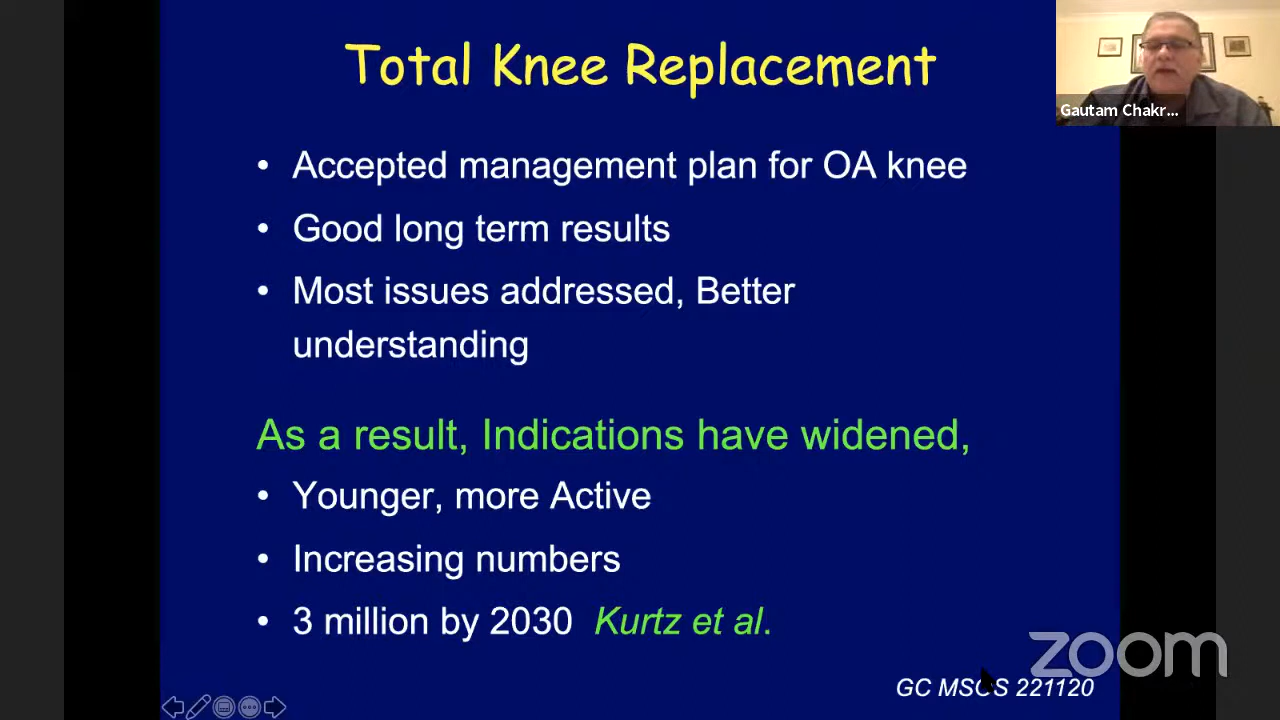 Total Knee Replacement
Gautam Chakr...
• Accepted management plan for OA knee
• Good long term results
• Most issues addressed, Better
understanding
As a result, Indications have widened,
• Younger, more Active
• Increasing numbers
• 3 million by 2030 Kurtz et al.
zoom
GC MSOS 221120